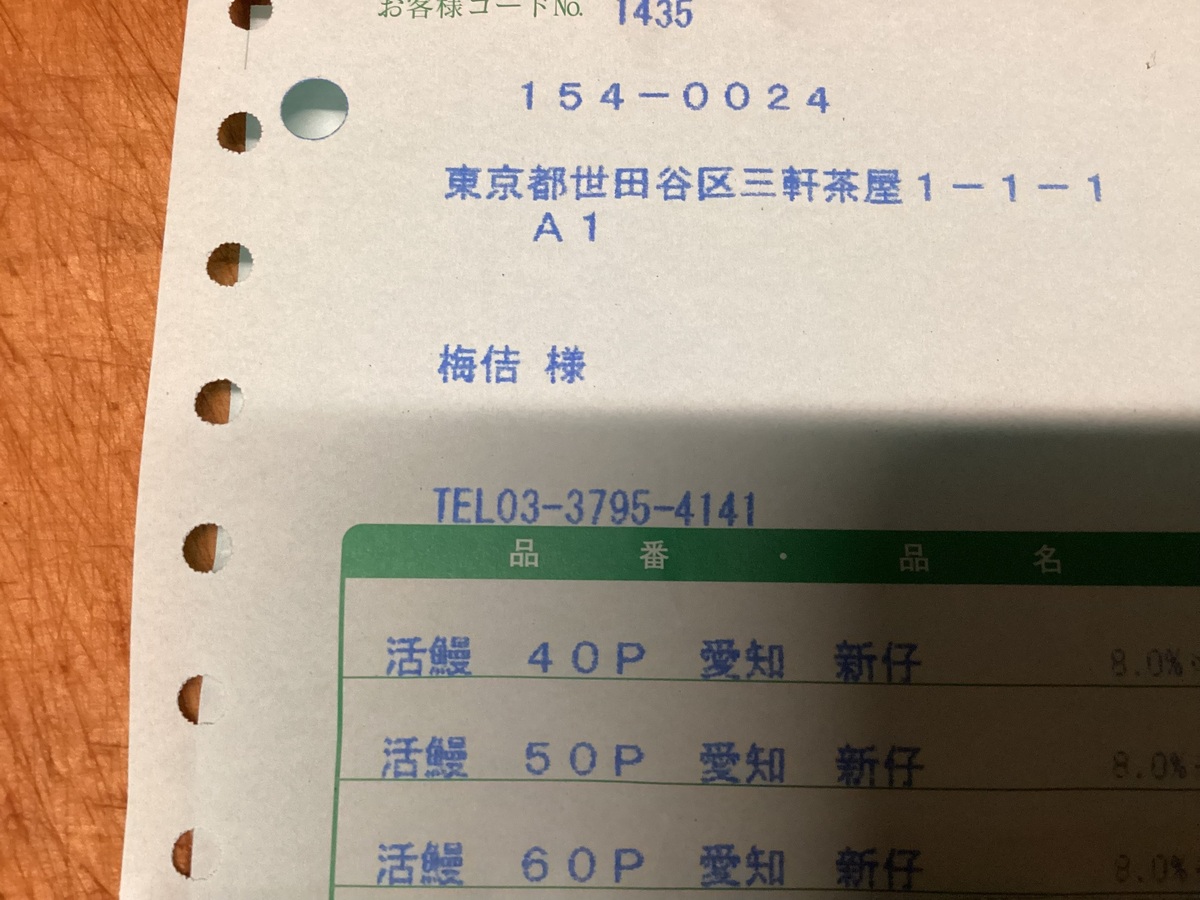 お客様コードNo. 1435
154-0024
東京都世田谷区三軒茶屋1-1-1
A1
梅佶 様
TEL03-3795-4141
品番・品名
活鰻 40P 愛知 新仔 8.0%
活鰻 50P 愛知 新仔 8.0%
活鰻 60P 愛知 新仔 8.0%